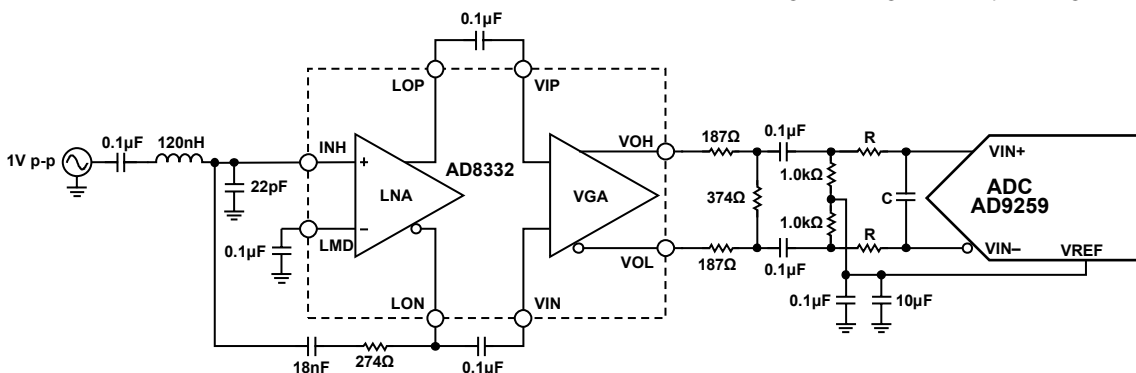 0.1µF
LOP
VIP
1V p-p
0.1µF
120nH
INH
+
22pF
LNA
AD8332
–
LMD
0.1µF
LON
VIN
18nF
274Ω
0.1µF
VGA
VOH
VOL
187Ω
187Ω
374Ω
0.1µF
0.1µF
1.0kΩ
1.0kΩ
R
R
C
0.1µF
10µF
VIN+
ADC
AD9259
VIN–
VREF